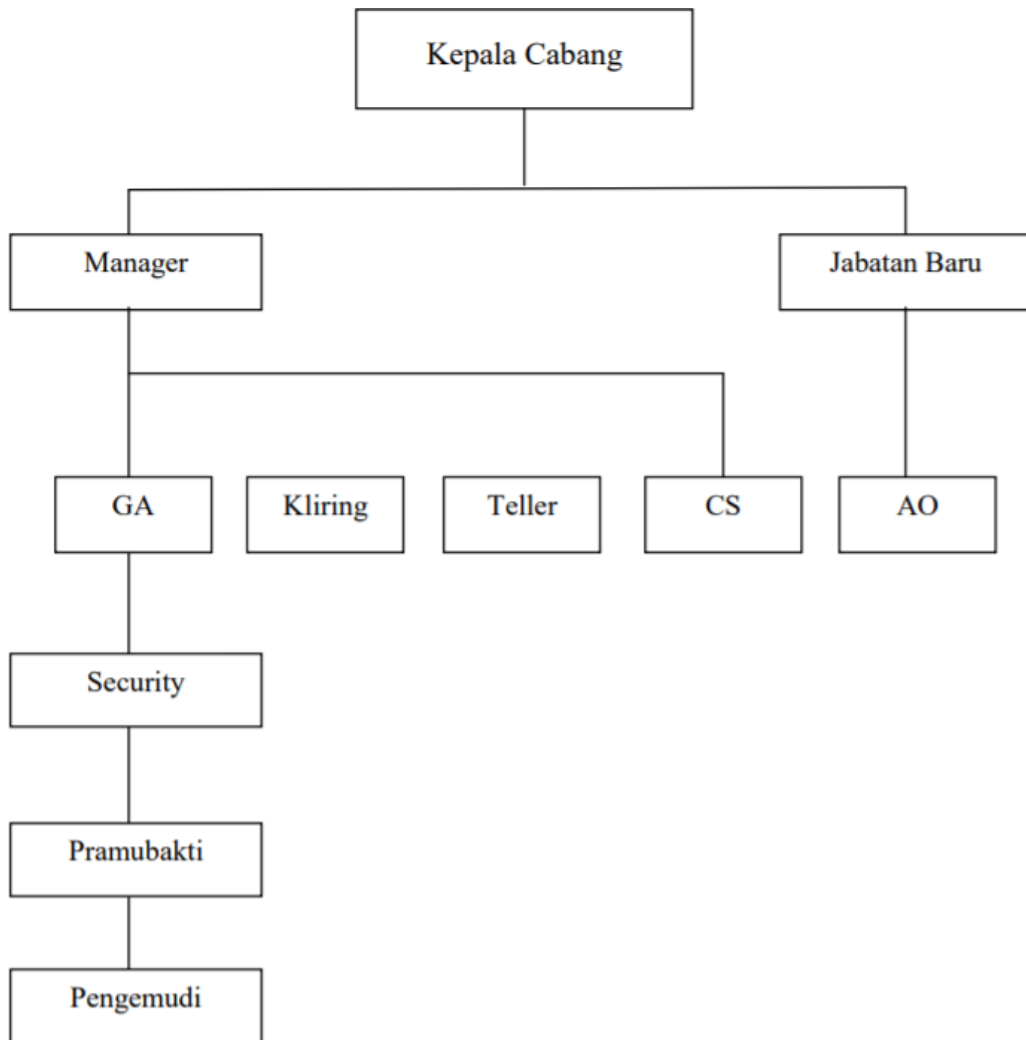 Kepala Cabang
Manager
Jabatan Baru
GA
Kliring
Teller
CS
AO
Security
Pramubakti
Pengemudi